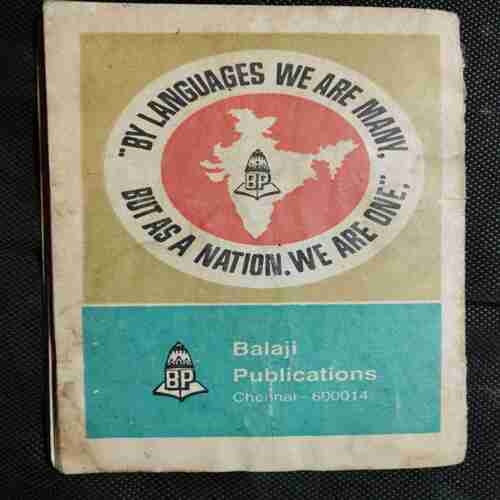 "BY LANGUAGES WE ARE MANY,
BUT AS A NATION. WE ARE ONE,"
BP
BP
Balaji
Publications
Chennai - 600014